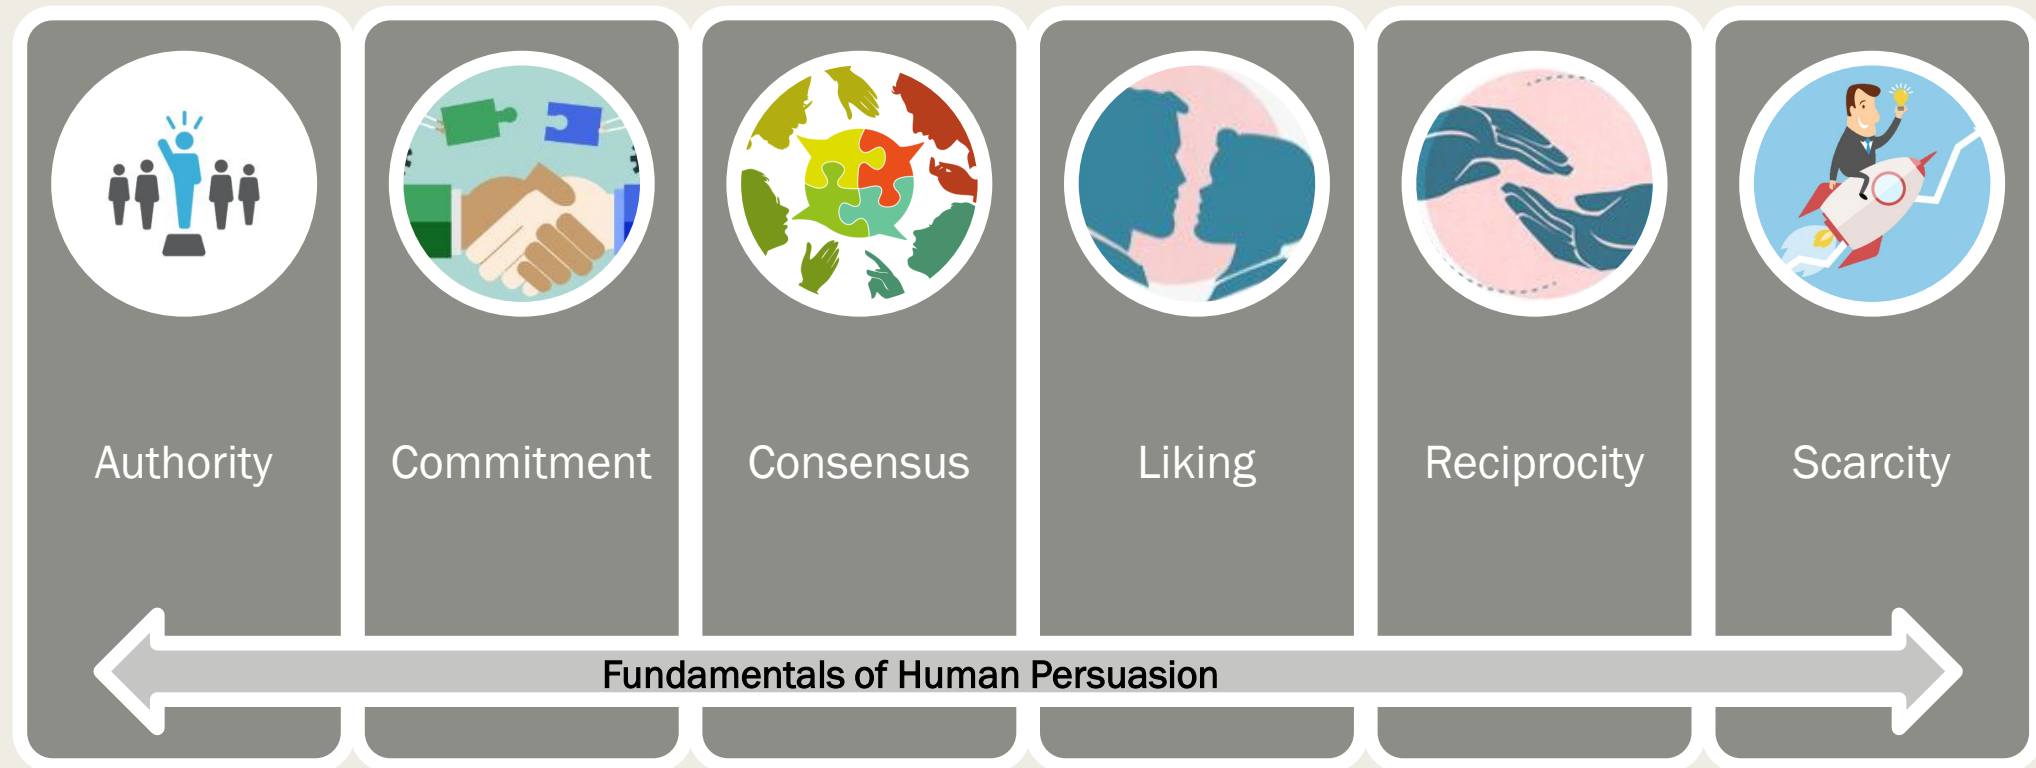 Authority
Commitment
Consensus
Liking
Reciprocity
Scarcity
Fundamentals of Human Persuasion